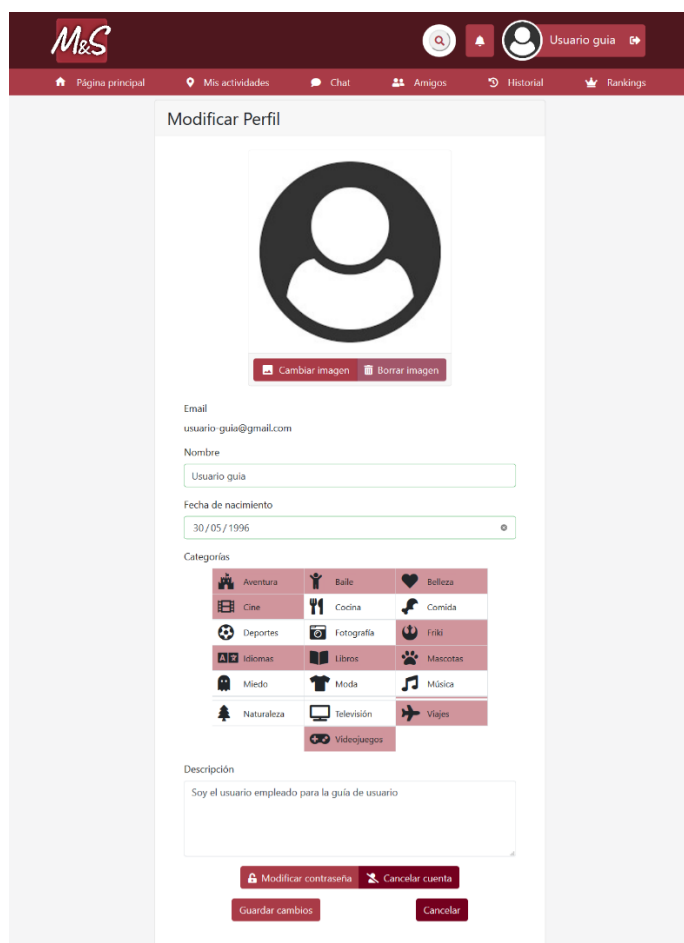 M&S
Usuario guia
Página principal Mis actividades Chat Amigos Historial Rankings
Modificar Perfil
Cambiar imagen Borrar imagen
Email
usuario-guia@gmail.com
Nombre
Usuario guia
Fecha de nacimiento
30/05/1996
Categorías
Aventura Baile Belleza
Cine Cocina Comida
Deportes Fotografía Friki
Idiomas Libros Mascotas
Miedo Moda Música
Naturaleza Televisión Viajes
Videojuegos
Descripción
Soy el usuario empleado para la guía de usuario
Modificar contraseña Cancelar cuenta
Guardar cambios Cancelar